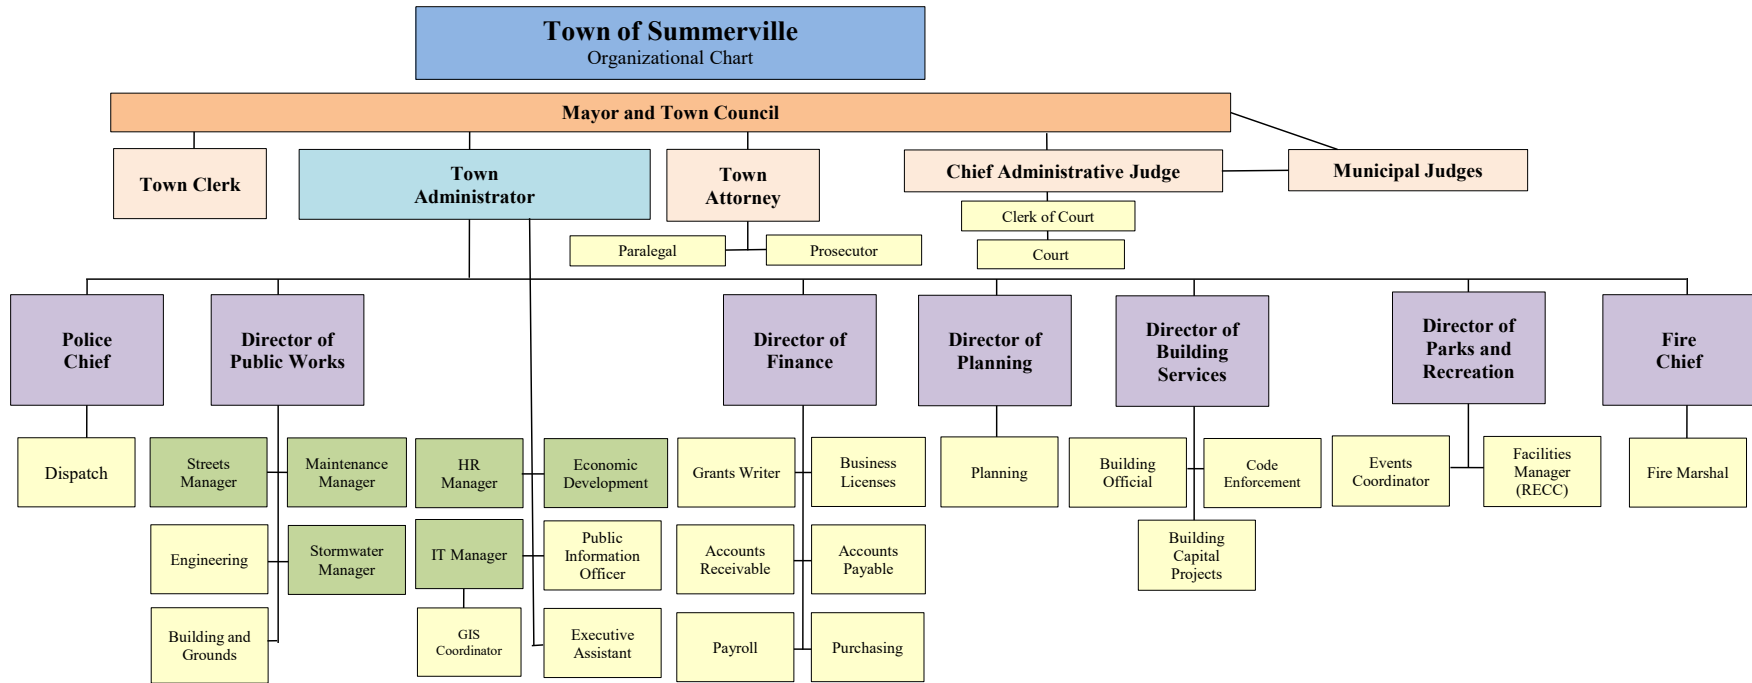 Town of Summerville
Organizational Chart
Mayor and Town Council
Town Clerk
Town
Administrator
Town
Attorney
Chief Administrative Judge
Municipal Judges
Clerk of Court
Paralegal
Prosecutor
Court
Police
Chief
Director of
Public Works
Director of
Finance
Director of
Planning
Director of
Building
Services
Director of
Parks and
Recreation
Fire
Chief
Dispatch
Streets
Manager
Maintenance
Manager
HR
Manager
Economic
Development
Grants Writer
Business
Licenses
Planning
Building
Official
Code
Enforcement
Events
Coordinator
Facilities
Manager
(RECC)
Fire Marshal
Engineering
Stormwater
Manager
IT Manager
Public
Information
Officer
Accounts
Receivable
Accounts
Payable
Building
Capital
Projects
Building and
Grounds
GIS
Coordinator
Executive
Assistant
Payroll
Purchasing